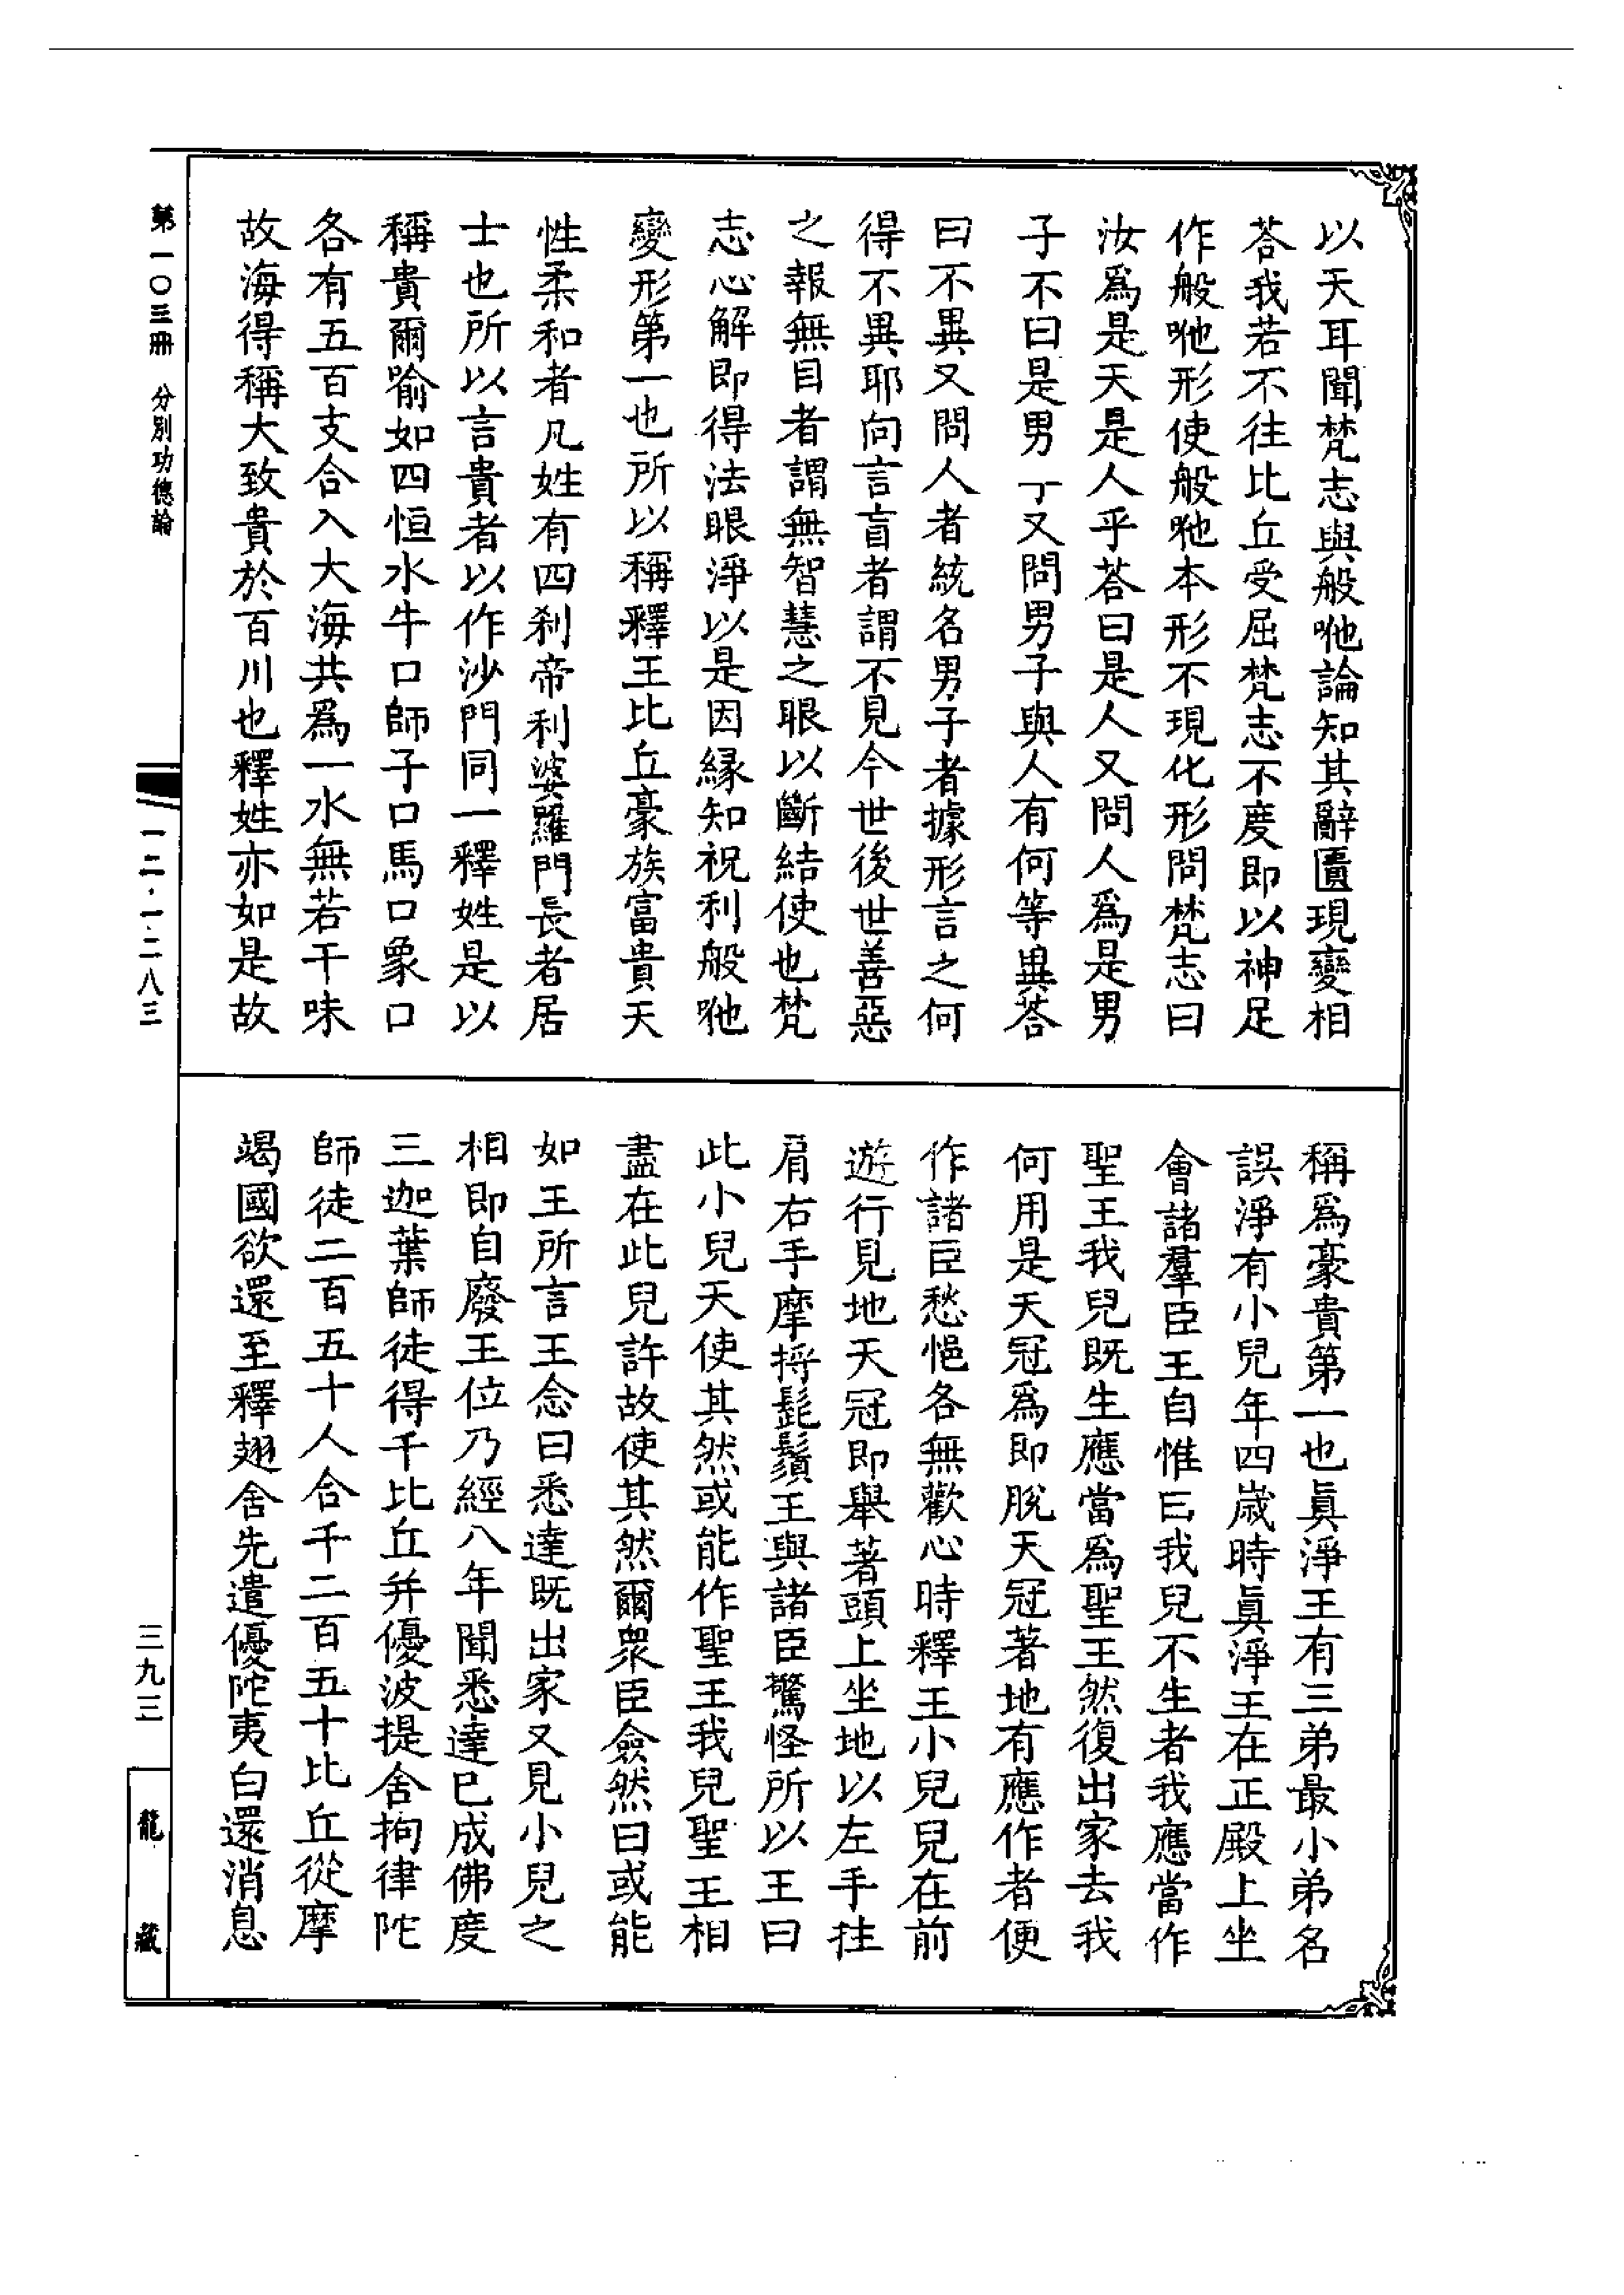 以天耳聞梵志與般咃論知其辭匱現變相
荅我若不往比丘受屈梵志不度即以神足
作般咃形使般咃本形不現化形問梵志曰
汝爲是天是人乎荅曰是人又問人爲是男
子不曰是男丁又問男子與人有何等異荅
曰不異又問人者統名男子者據形言之何
得不異耶向言盲者謂不見今世後世善惡
之報無目者謂無智慧之眼以斷結使也梵
志心解即得法眼淨以是因緣知祝利般咃
變形第一也所以稱釋王比丘豪族富貴天
性柔和者凡姓有四剎帝利婆羅門長者居
士也所以言貴者以作沙門同一釋姓是以
稱貴爾喻如四恒水牛口師子口馬口象口
各有五百支合入大海共爲一水無若干味
故海得稱大致貴於百川也釋姓亦如是故
稱爲豪貴第一也眞淨王有三弟最小弟名
誤淨有小兒年四歲時眞淨王在正殿上坐
會諸羣臣王自惟曰我兒不生者我應當作
聖王我兒既生應當爲聖王然復出家去我
何用是天冠爲即脫天冠著地有應作者便
作諸臣愁悒各無歡心時釋王小兒兒在前
遊行見地天冠即舉著頭上坐地以左手拄
肩右手摩捋髭鬚王與諸臣驚怪所以王曰
此小兒天使其然或能作聖王我兒聖王相
盡在此兒許故使其然爾衆臣僉然曰或能
如王所言王念曰悉達既出家又見小兒之
相即自廢王位乃經八年聞悉達已成佛度
三迦葉師徒得千比丘并優波提舍拘律陀
師徒二百五十人合千二百五十比丘從摩
竭國欲還至釋翅舍先遣優陀夷白還消息
第一〇三冊 分別功德論
一二·一二八三
三九三
龍藏